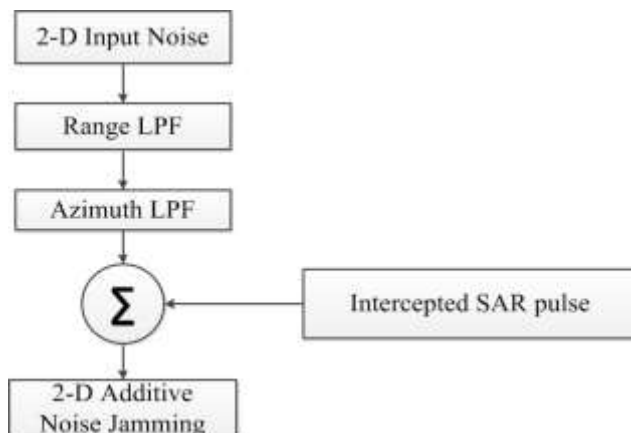 2-D Input Noise
Range LPF
Azimuth LPF
Σ
Intercepted SAR pulse
2-D Additive
Noise Jamming